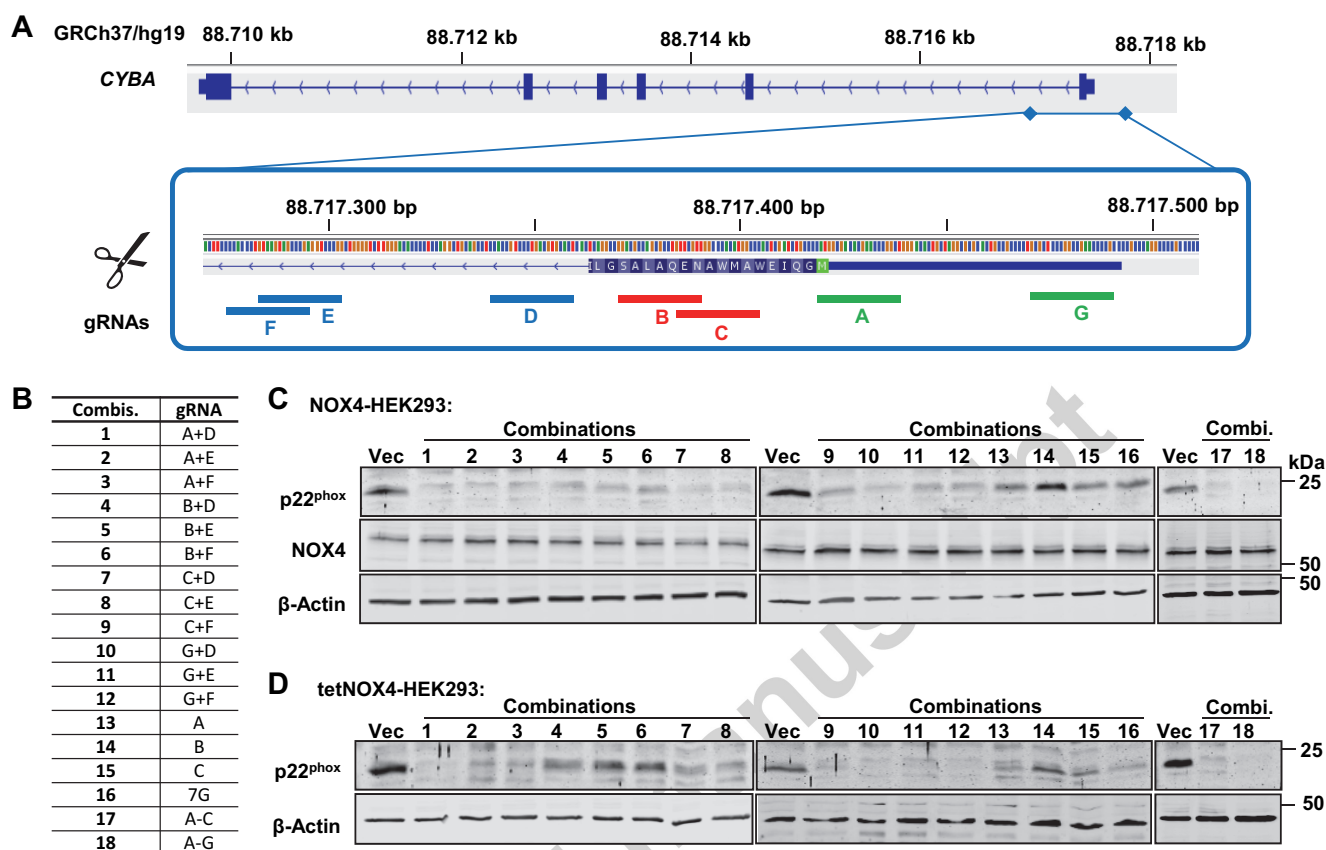 A
GRCh37/hg19 88.710 kb 88.712 kb 88.714 kb 88.716 kb 88.718 kb
CYBA
88.717.300 bp 88.717.400 bp 88.717.500 bp
ILGSALAQENAWMAWEIQGM
gRNAs
F E D B C A G
B
Combis. gRNA
1 A+D
2 A+E
3 A+F
4 B+D
5 B+E
6 B+F
7 C+D
8 C+E
9 C+F
10 G+D
11 G+E
12 G+F
13 A
14 B
15 C
16 7G
17 A-C
18 A-G
C NOX4-HEK293:
Combinations Combinations Combi.
Vec 1 2 3 4 5 6 7 8 Vec 9 10 11 12 13 14 15 16 Vec 17 18 kDa
p22phox 25
NOX4 50
β-Actin 50
D tetNOX4-HEK293:
Combinations Combinations Combi.
Vec 1 2 3 4 5 6 7 8 Vec 9 10 11 12 13 14 15 16 Vec 17 18
p22phox 25
β-Actin 50